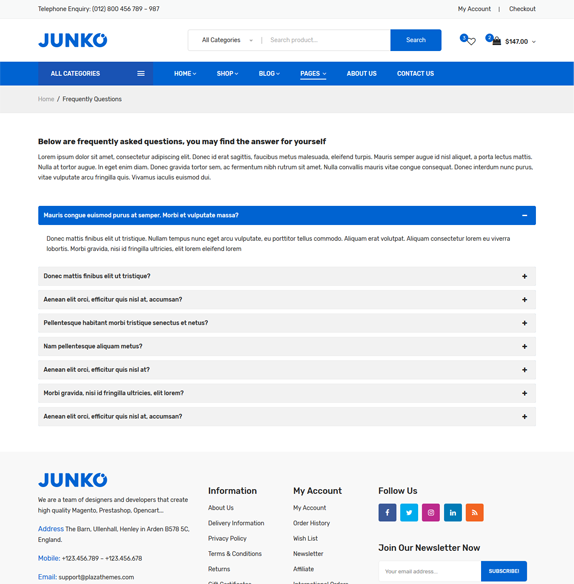 Telephone Enquiry: (012) 800 456 789 – 987
My Account | Checkout
JUNKO
All Categories | Search product... Search
3
2 $147.00
ALL CATEGORIES
HOME SHOP BLOG PAGES ABOUT US CONTACT US
Home / Frequently Questions
Below are frequently asked questions, you may find the answer for yourself
Lorem ipsum dolor sit amet, consectetur adipiscing elit. Donec id erat sagittis, faucibus metus malesuada, eleifend turpis. Mauris semper augue id nisl aliquet, a porta lectus mattis.
Nulla at tortor augue. In eget enim diam. Donec gravida tortor sem, ac fermentum nibh rutrum sit amet. Nulla convallis mauris vitae congue consequat. Donec interdum nunc purus,
vitae vulputate arcu fringilla quis. Vivamus iaculis euismod dui.
Mauris congue euismod purus at semper. Morbi et vulputate massa?
Donec mattis finibus elit ut tristique. Nullam tempus nunc eget arcu vulputate, eu porttitor tellus commodo. Aliquam erat volutpat. Aliquam consectetur lorem eu viverra
lobortis. Morbi gravida, nisi id fringilla ultricies, elit lorem eleifend lorem
Donec mattis finibus elit ut tristique?
Aenean elit orci, efficitur quis nisl at, accumsan?
Pellentesque habitant morbi tristique senectus et netus?
Nam pellentesque aliquam metus?
Aenean elit orci, efficitur quis nisl at?
Morbi gravida, nisi id fringilla ultricies, elit lorem?
Aenean elit orci, efficitur quis nisl at, accumsan?
JUNKO
We are a team of designers and developers that create
high quality Magento, Prestashop, Opencart...
Address The Barn, Ullenhall, Henley in Arden B578 5C,
England.
Mobile: +123.456.789 – +123.456.678
Email: support@plazathemes.com
Information
About Us
Delivery Information
Privacy Policy
Terms & Conditions
Returns
Gift Certificates
My Account
My Account
Order History
Wish List
Newsletter
Affiliate
International Orders
Follow Us
Join Our Newsletter Now
Your email address... SUBSCRIBE!